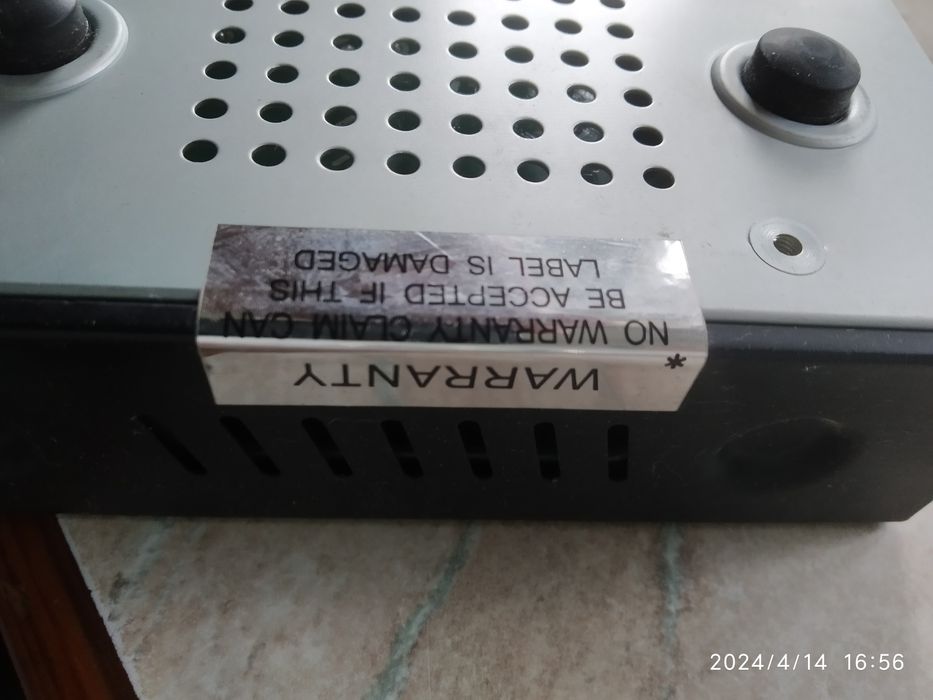 * WARRANTY
NO WARRANTY CLAIM CAN
BE ACCEPTED IF THIS
LABEL IS DAMAGED
2024/4/14 16:56